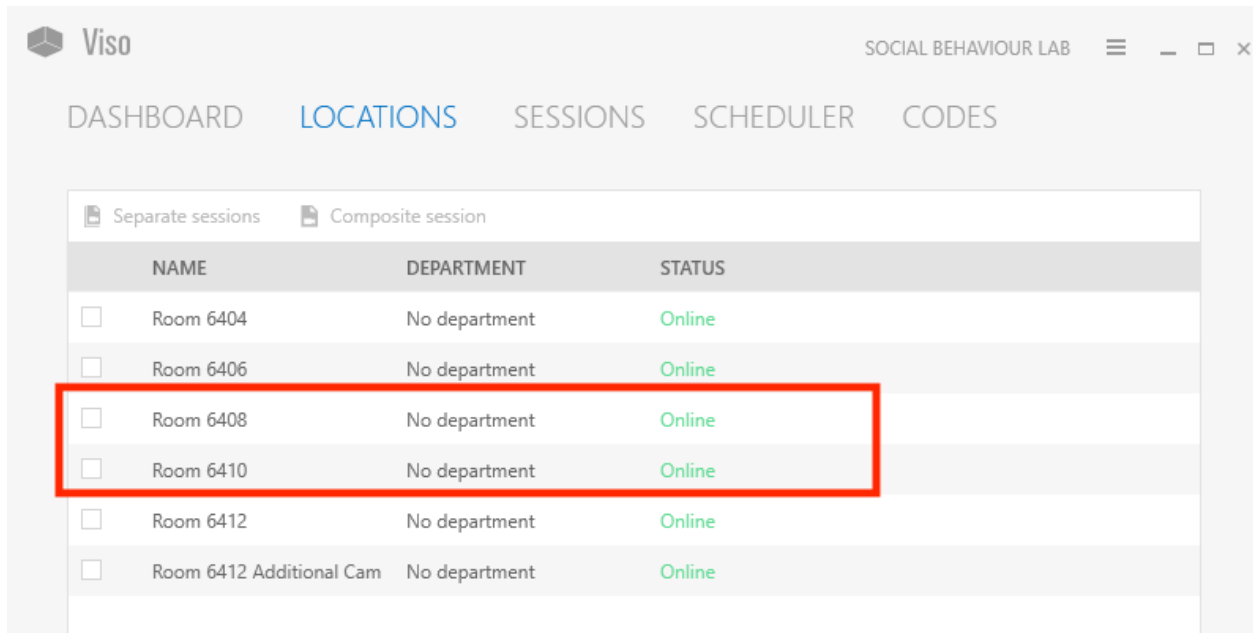 Viso SOCIAL BEHAVIOUR LAB
DASHBOARD LOCATIONS SESSIONS SCHEDULER CODES
Separate sessions Composite session
NAME DEPARTMENT STATUS
Room 6404 No department Online
Room 6406 No department Online
Room 6408 No department Online
Room 6410 No department Online
Room 6412 No department Online
Room 6412 Additional Cam No department Online